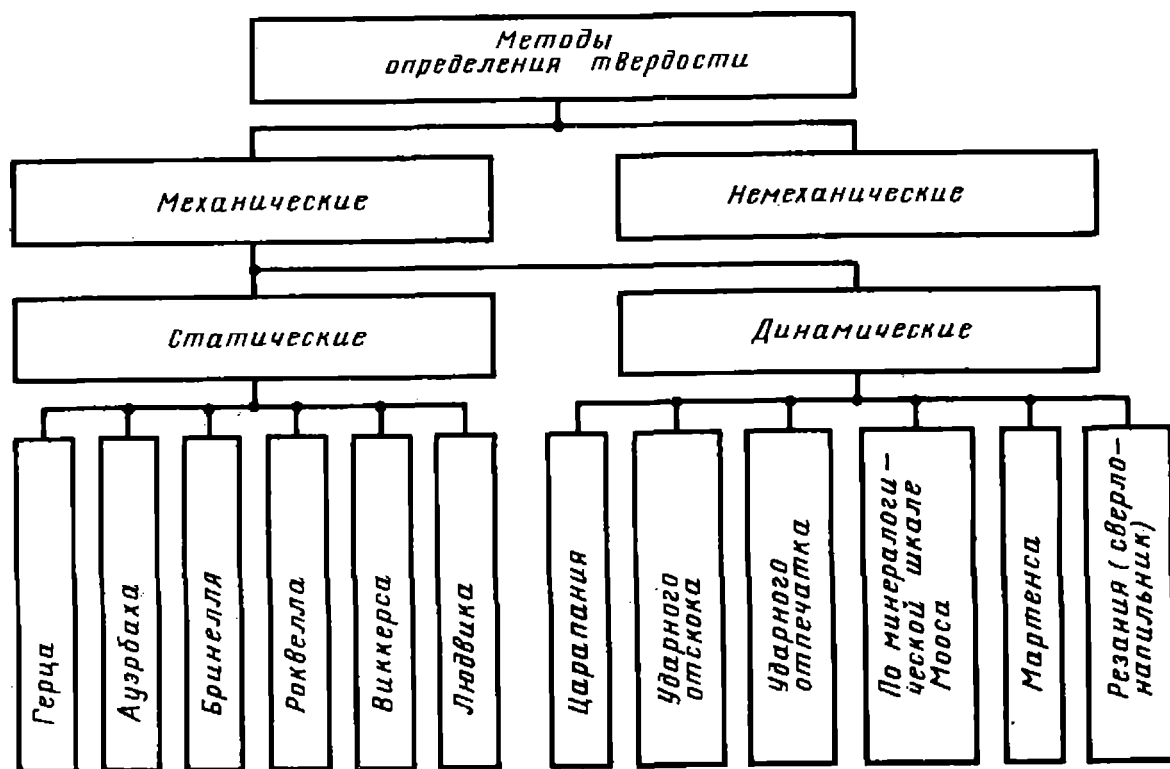 Методы
определения твердости
Механические
Немеханические
Статические
Динамические
Герца
Ауэрбаха
Бринелля
Роквелла
Виккерса
Людвика
Царапания
Ударного
отскока
Ударного
отпечатка
По минералоги-
ческой шкале
Мооса
Мартенса
Резания (сверло-
напильник)